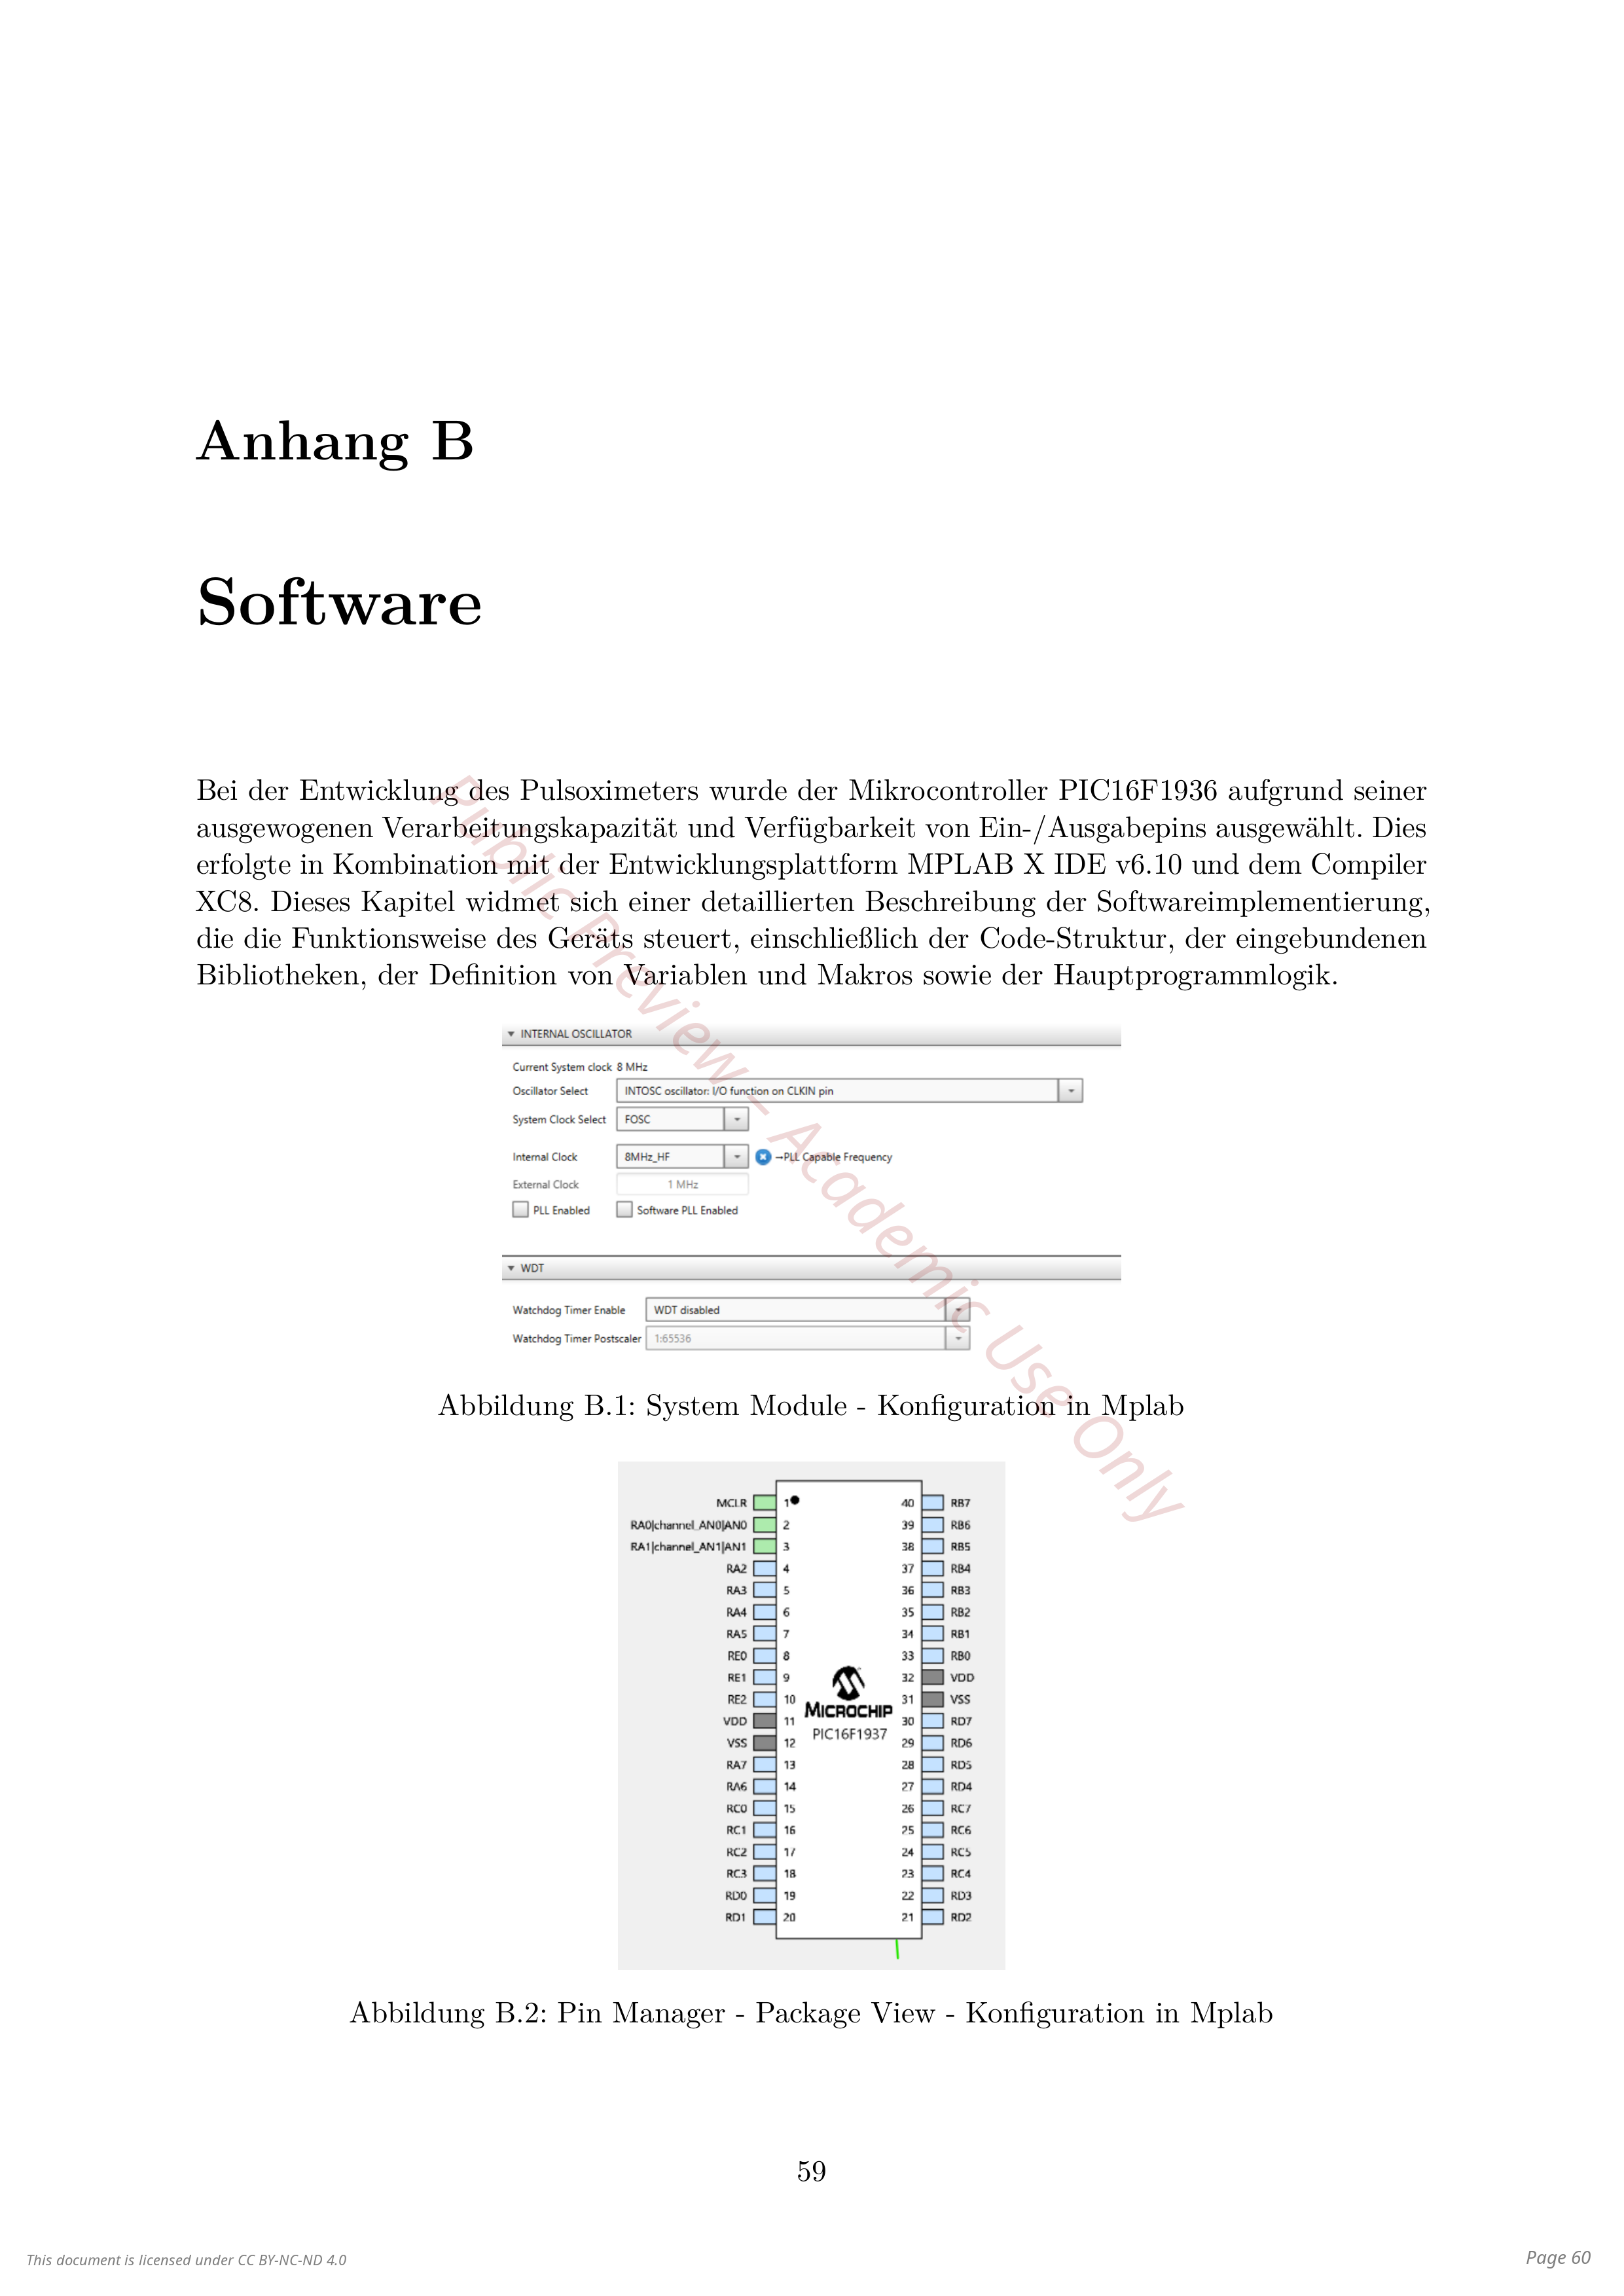 Anhang B
Software
Bei der Entwicklung des Pulsoximeters wurde der Mikrocontroller PIC16F1936 aufgrund seiner
ausgewogenen Verarbeitungskapazität und Verfügbarkeit von Ein-/Ausgabepins ausgewählt. Dies
erfolgte in Kombination mit der Entwicklungsplattform MPLAB X IDE v6.10 und dem Compiler
XC8. Dieses Kapitel widmet sich einer detaillierten Beschreibung der Softwareimplementierung,
die die Funktionsweise des Geräts steuert, einschließlich der Code-Struktur, der eingebundenen
Bibliotheken, der Definition von Variablen und Makros sowie der Hauptprogrammlogik.
Public Preview – Academic Use Only
INTERNAL OSCILLATOR
Current System clock 8 MHz
Oscillator Select INTOSC oscillator: I/O function on CLKIN pin
System Clock Select FOSC
Internal Clock 8MHz_HF →PLL Capable Frequency
External Clock 1 MHz
PLL Enabled Software PLL Enabled
WDT
Watchdog Timer Enable WDT disabled
Watchdog Timer Postscaler 1:65536
Abbildung B.1: System Module - Konfiguration in Mplab
MCLR 1 40 RB7
RA0|channel_AN0|AN0 2 39 RB6
RA1|channel_AN1|AN1 3 38 RB5
RA2 4 37 RB4
RA3 5 36 RB3
RA4 6 35 RB2
RA5 7 34 RB1
RE0 8 33 RB0
RE1 9 32 VDD
RE2 10 31 VSS
VDD 11 30 RD7
VSS 12 29 RD6
RA7 13 28 RD5
RA6 14 27 RD4
RC0 15 26 RC7
RC1 16 25 RC6
RC2 17 24 RC5
RC3 18 23 RC4
RD0 19 22 RD3
RD1 20 21 RD2
MICROCHIP
PIC16F1937
Abbildung B.2: Pin Manager - Package View - Konfiguration in Mplab
59
This document is licensed under CC BY-NC-ND 4.0
Page 60